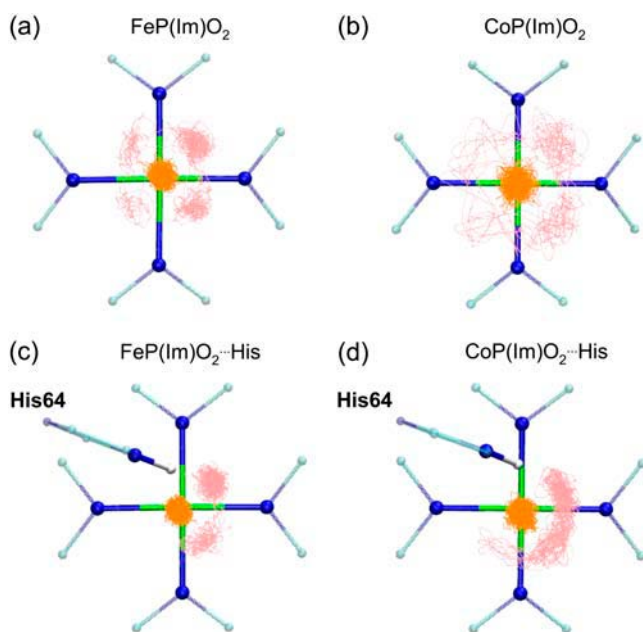 (a) FeP(Im)O₂
(b) CoP(Im)O₂
(c) FeP(Im)O₂···His
His64
(d) CoP(Im)O₂···His
His64